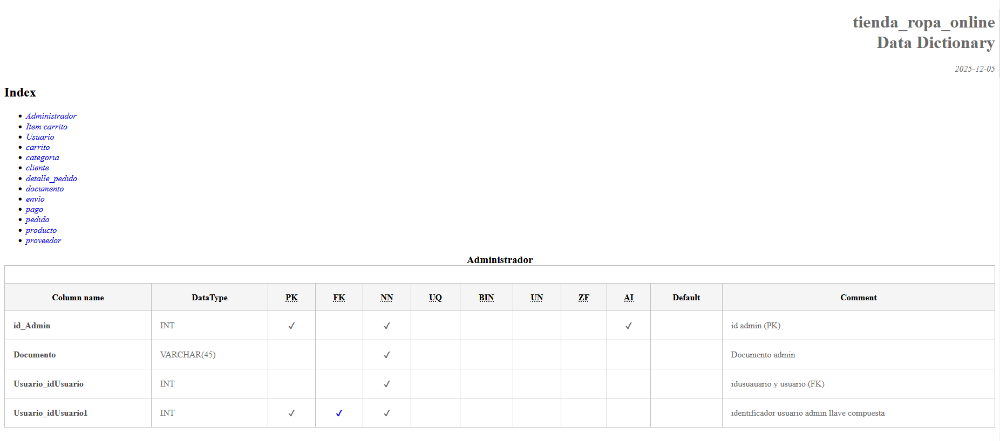 tienda_ropa_online
Data Dictionary
2025-12-05
Index
• Administrador
• Item carrito
• Usuario
• carrito
• categoria
• cliente
• detalle_pedido
• documento
• envio
• pago
• pedido
• producto
• proveedor
Administrador
Column name DataType PK FK NN UQ BIN UN ZF AI Default Comment
id_Admin INT ✓ ✓ ✓ id admin (PK)
Documento VARCHAR(45) ✓ Documento admin
Usuario_idUsuario INT ✓ idusuauario y usuario (FK)
Usuario_idUsuario1 INT ✓ ✓ ✓ identificador usuario admin llave compuesta